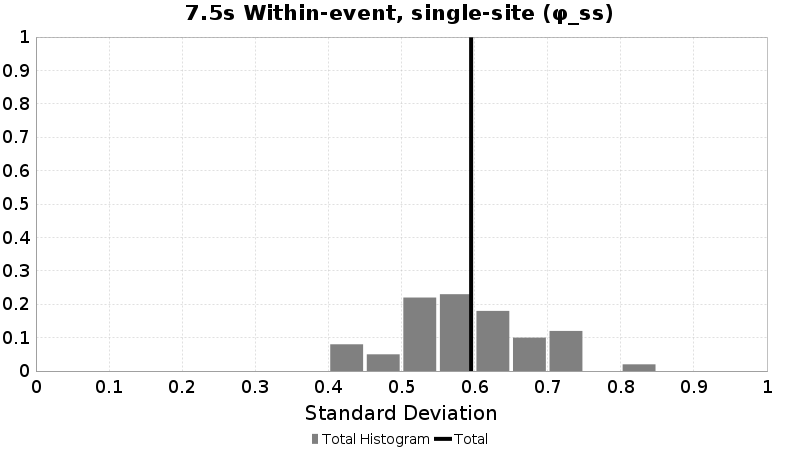 7.5s Within-event, single-site (φ_ss)
1
0.9
0.8
0.7
0.6
0.5
0.4
0.3
0.2
0.1
0
0 0.1 0.2 0.3 0.4 0.5 0.6 0.7 0.8 0.9 1
Standard Deviation
Total Histogram Total